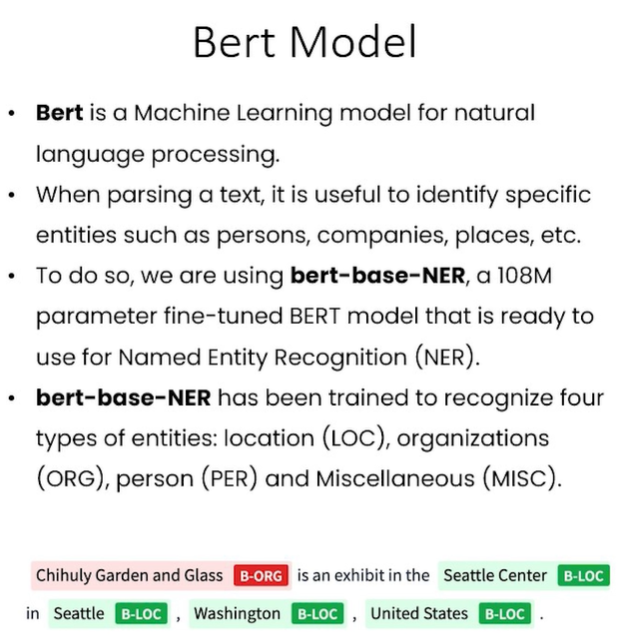 Bert Model
• Bert is a Machine Learning model for natural
language processing.
• When parsing a text, it is useful to identify specific
entities such as persons, companies, places, etc.
• To do so, we are using bert-base-NER, a 108M
parameter fine-tuned BERT model that is ready to
use for Named Entity Recognition (NER).
• bert-base-NER has been trained to recognize four
types of entities: location (LOC), organizations
(ORG), person (PER) and Miscellaneous (MISC).
Chihuly Garden and Glass B-ORG is an exhibit in the Seattle Center B-LOC
in Seattle B-LOC , Washington B-LOC , United States B-LOC .